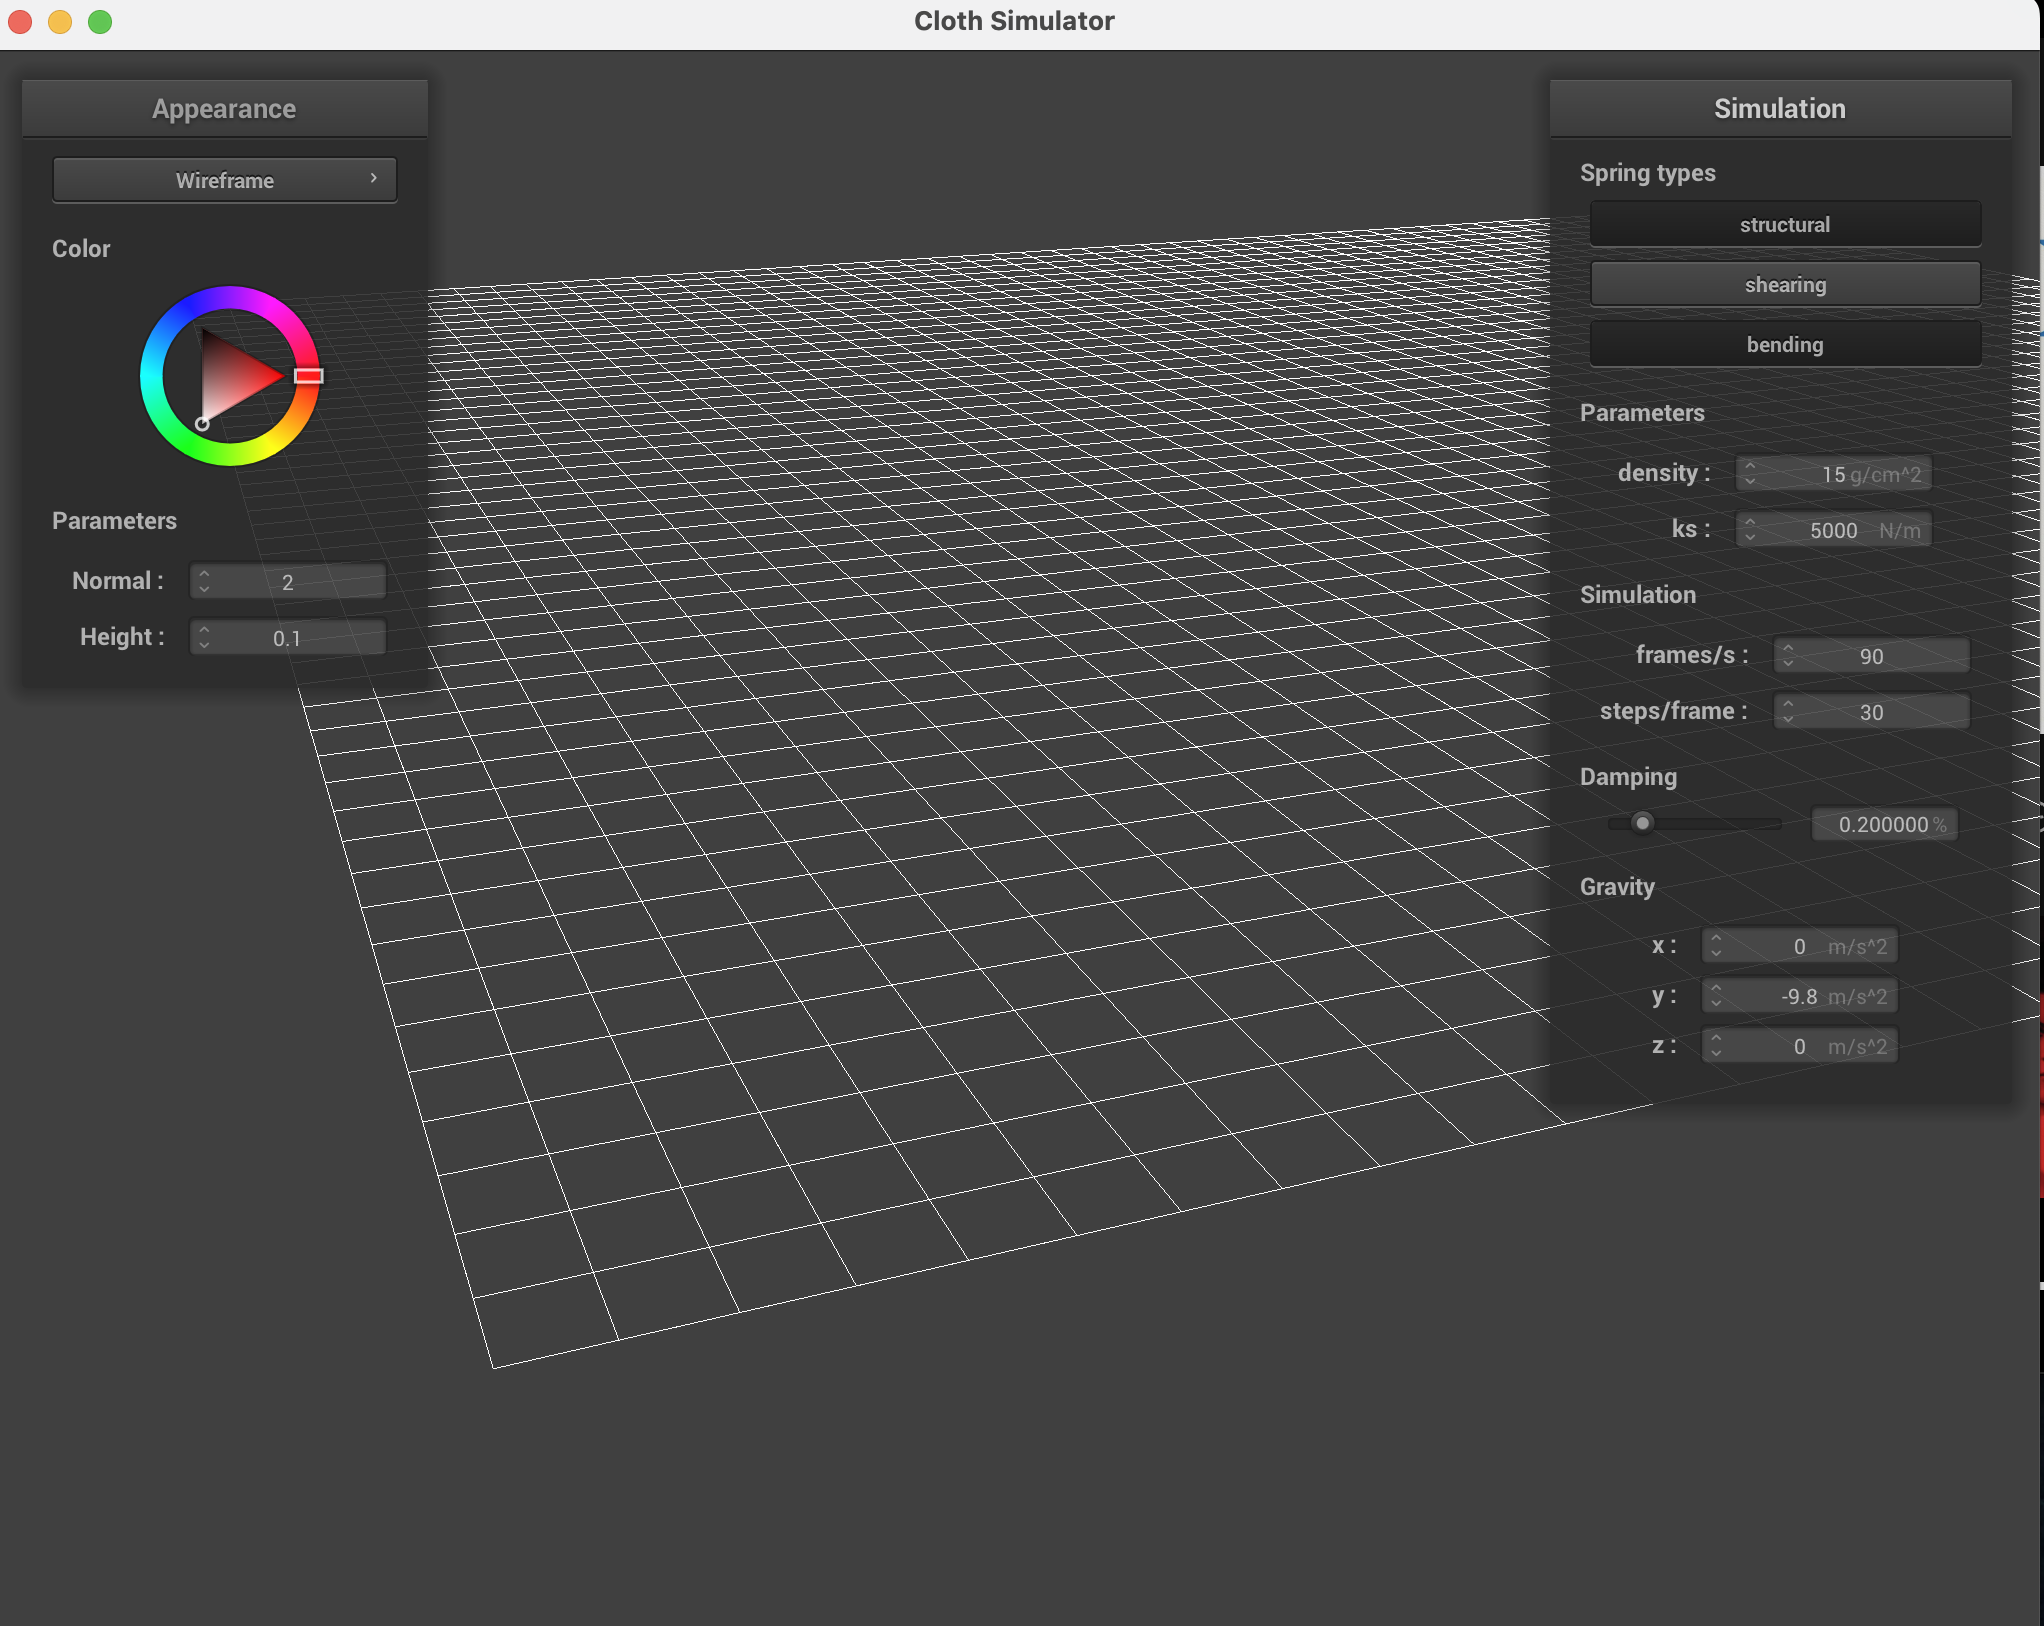 Cloth Simulator
Appearance
Wireframe
Color
Parameters
Normal : 2
Height : 0.1
Simulation
Spring types
structural
shearing
bending
Parameters
density : 15 g/cm^2
ks : 5000 N/m
Simulation
frames/s : 90
steps/frame : 30
Damping
0.200000 %
Gravity
x : 0 m/s^2
y : -9.8 m/s^2
z : 0 m/s^2